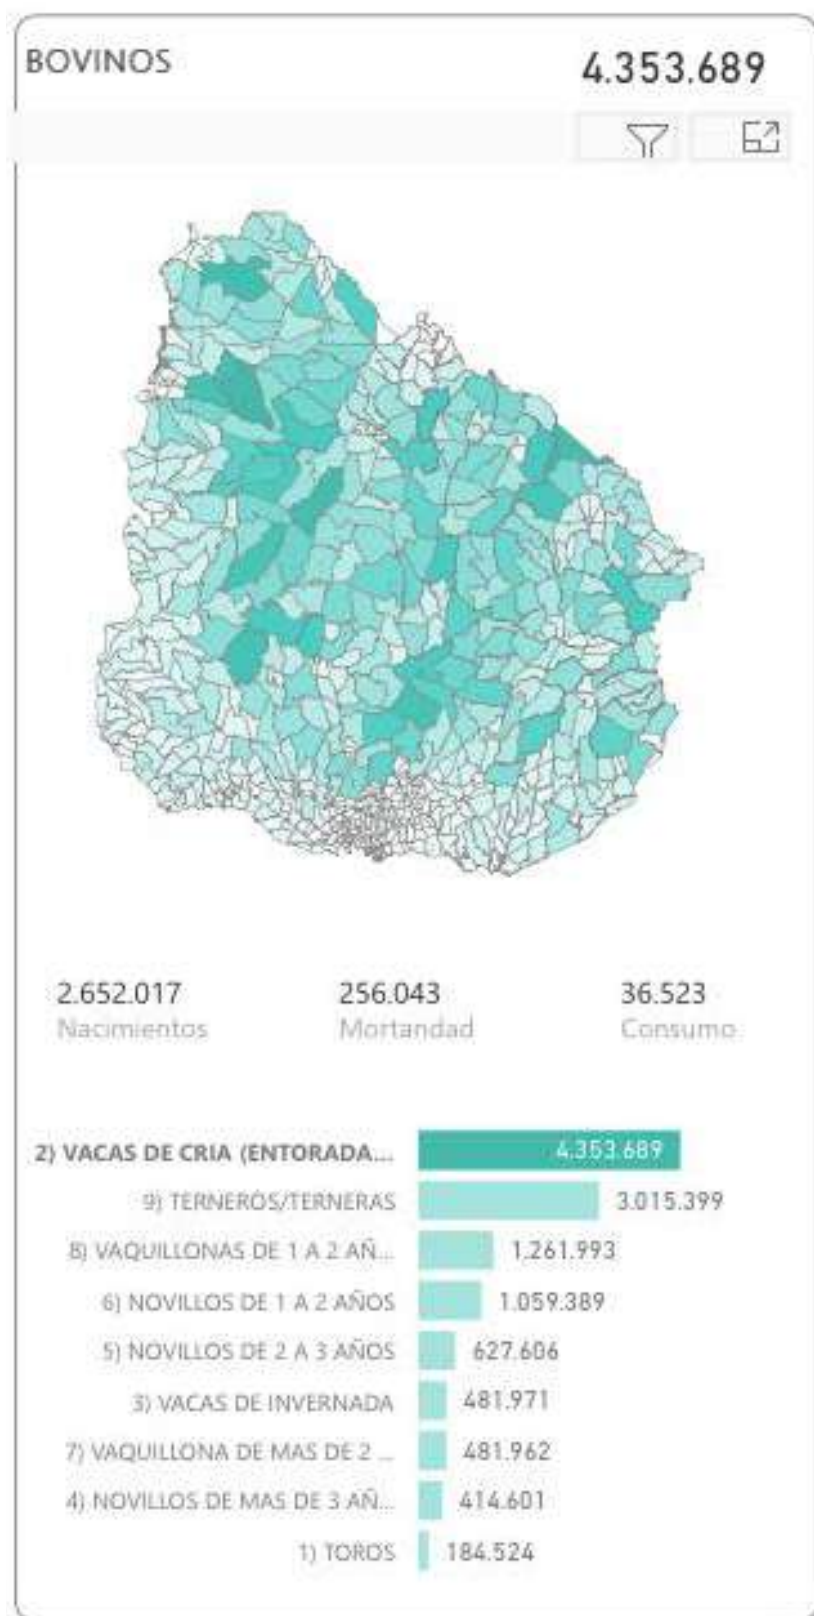 BOVINOS 4.353.689
2.652.017 256.043 36.523
Nacimientos Mortandad Consumo
2) VACAS DE CRIA (ENTORADA... 4.353.689
9) TERNEROS/TERNERAS 3.015.399
8) VAQUILLONAS DE 1 A 2 AÑ... 1.261.993
6) NOVILLOS DE 1 A 2 AÑOS 1.059.389
5) NOVILLOS DE 2 A 3 AÑOS 627.606
3) VACAS DE INVERNADA 481.971
7) VAQUILLONA DE MAS DE 2 ... 481.962
4) NOVILLOS DE MAS DE 3 AÑ... 414.601
1) TOROS 184.524